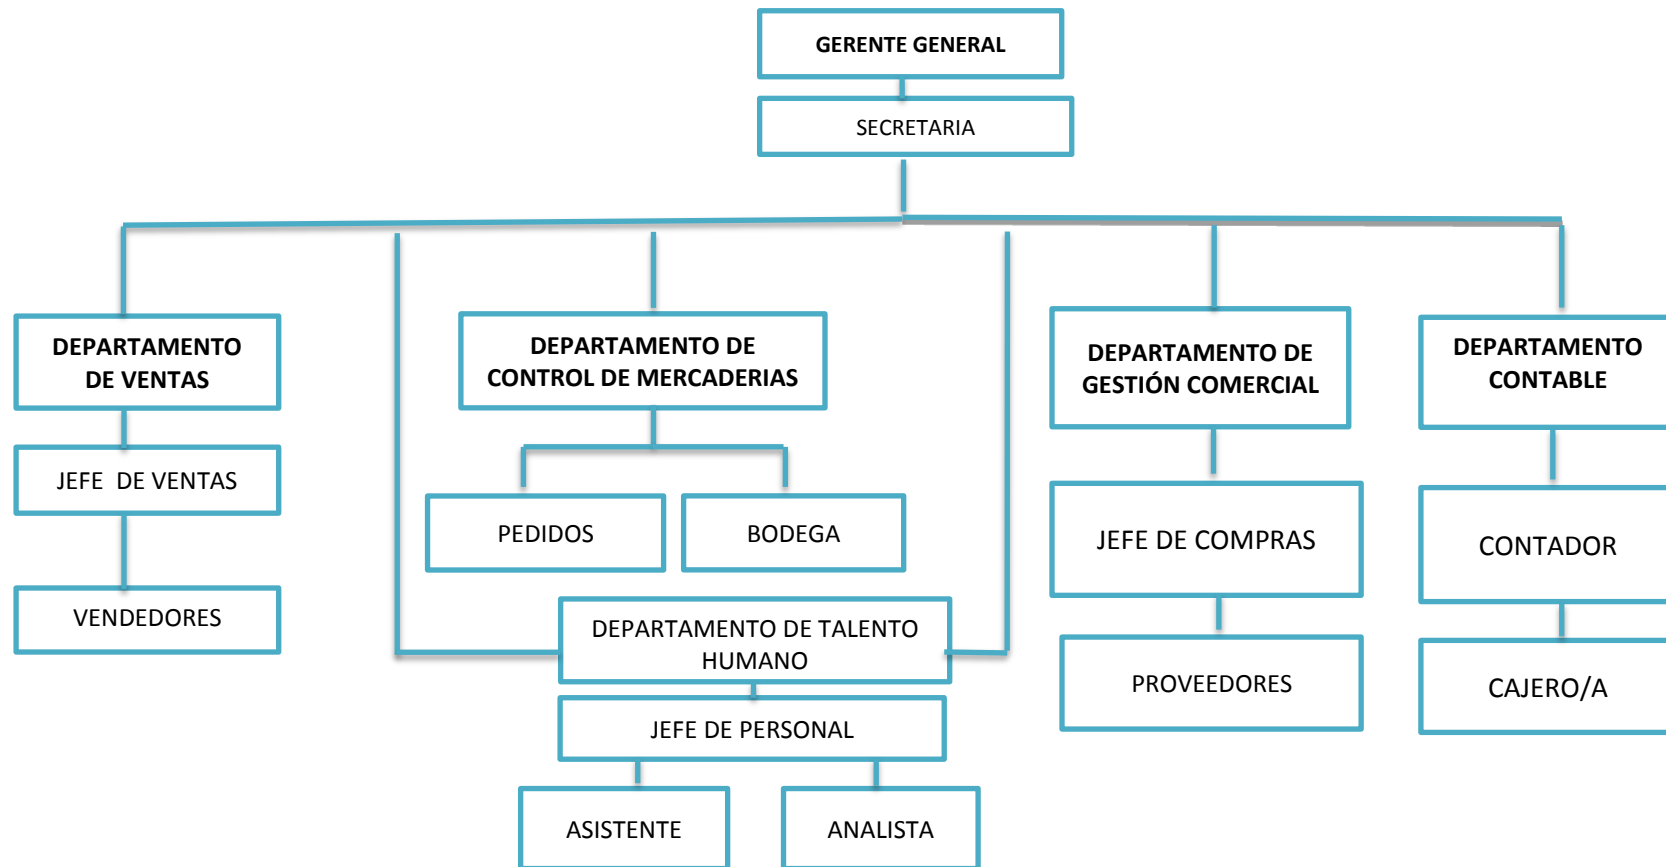 GERENTE GENERAL
SECRETARIA
DEPARTAMENTO
DE VENTAS
DEPARTAMENTO DE
CONTROL DE MERCADERIAS
DEPARTAMENTO DE
GESTIÓN COMERCIAL
DEPARTAMENTO
CONTABLE
JEFE  DE VENTAS
PEDIDOS
BODEGA
JEFE DE COMPRAS
CONTADOR
VENDEDORES
DEPARTAMENTO DE TALENTO
HUMANO
PROVEEDORES
CAJERO/A
JEFE DE PERSONAL
ASISTENTE
ANALISTA